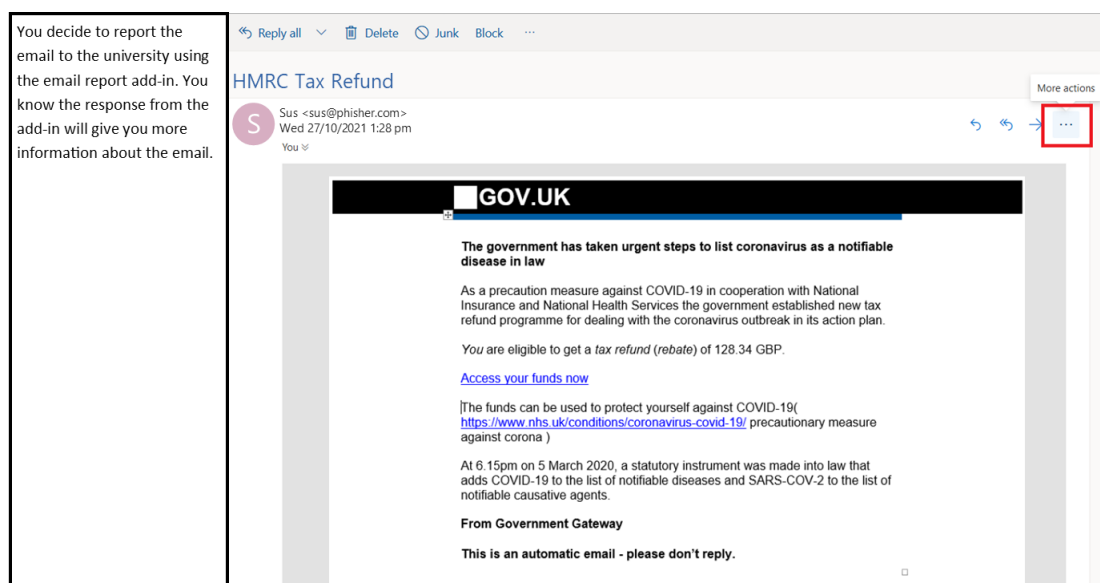 You decide to report the
email to the university using
the email report add-in. You
know the response from the
add-in will give you more
information about the email.
Reply all Delete Junk Block ...
HMRC Tax Refund
More actions
S
Sus <sus@phisher.com>
Wed 27/10/2021 1:28 pm
You
GOV.UK
The government has taken urgent steps to list coronavirus as a notifiable
disease in law
As a precaution measure against COVID-19 in cooperation with National
Insurance and National Health Services the government established new tax
refund programme for dealing with the coronavirus outbreak in its action plan.
You are eligible to get a tax refund (rebate) of 128.34 GBP.
Access your funds now
The funds can be used to protect yourself against COVID-19(
https://www.nhs.uk/conditions/coronavirus-covid-19/ precautionary measure
against corona )
At 6.15pm on 5 March 2020, a statutory instrument was made into law that
adds COVID-19 to the list of notifiable diseases and SARS-COV-2 to the list of
notifiable causative agents.
From Government Gateway
This is an automatic email - please don’t reply.